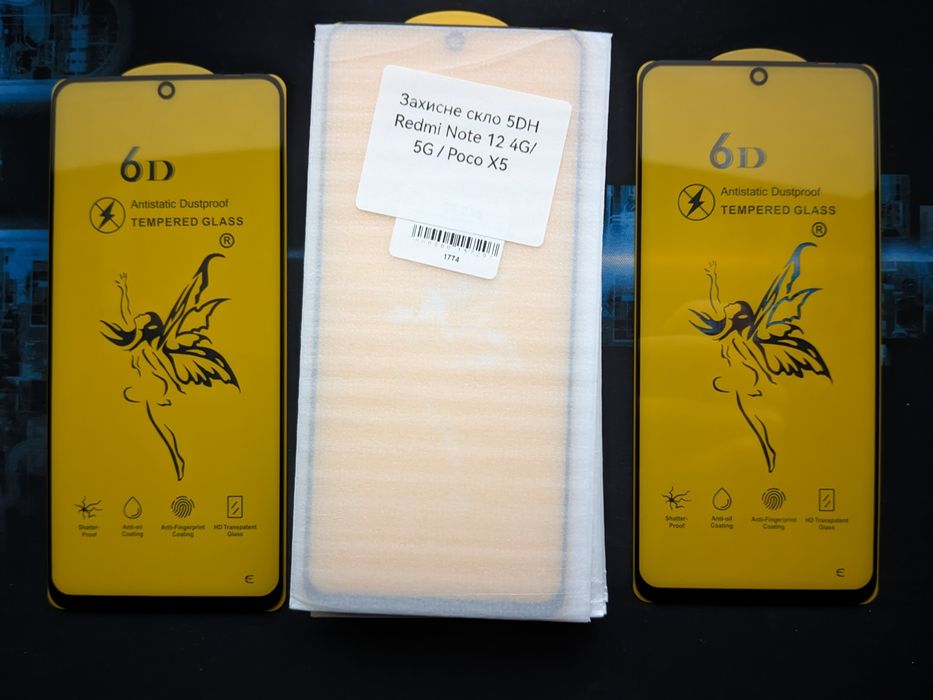 6D
Antistatic Dustproof
TEMPERED GLASS
®
Shatter-
Proof
Anti-oil
Coating
Anti-Fingerprint
Coating
HD Transpatent
Glass
Є
Захисне скло 5DH
Redmi Note 12 4G/
5G / Poco X5
1774
6D
Antistatic Dustproof
TEMPERED GLASS
®
Shatter-
Proof
Anti-oil
Coating
Anti-Fingerprint
Coating
HD Transpatent
Glass
Є